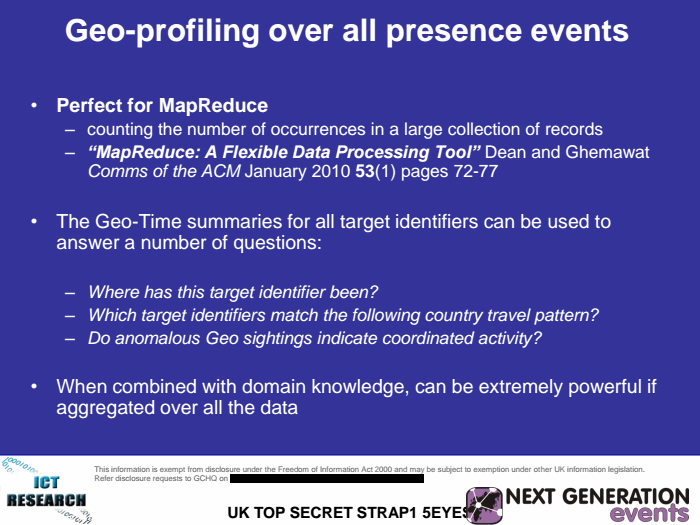 Geo-profiling over all presence events
• Perfect for MapReduce
– counting the number of occurrences in a large collection of records
– “MapReduce: A Flexible Data Processing Tool” Dean and Ghemawat
Comms of the ACM January 2010 53(1) pages 72-77
• The Geo-Time summaries for all target identifiers can be used to
answer a number of questions:
– Where has this target identifier been?
– Which target identifiers match the following country travel pattern?
– Do anomalous Geo sightings indicate coordinated activity?
• When combined with domain knowledge, can be extremely powerful if
aggregated over all the data
This information is exempt from disclosure under the Freedom of Information Act 2000 and may be subject to exemption under other UK information legislation.
Refer disclosure requests to GCHQ on
ICT
RESEARCH
UK TOP SECRET STRAP1 5EYES
NEXT GENERATION
events